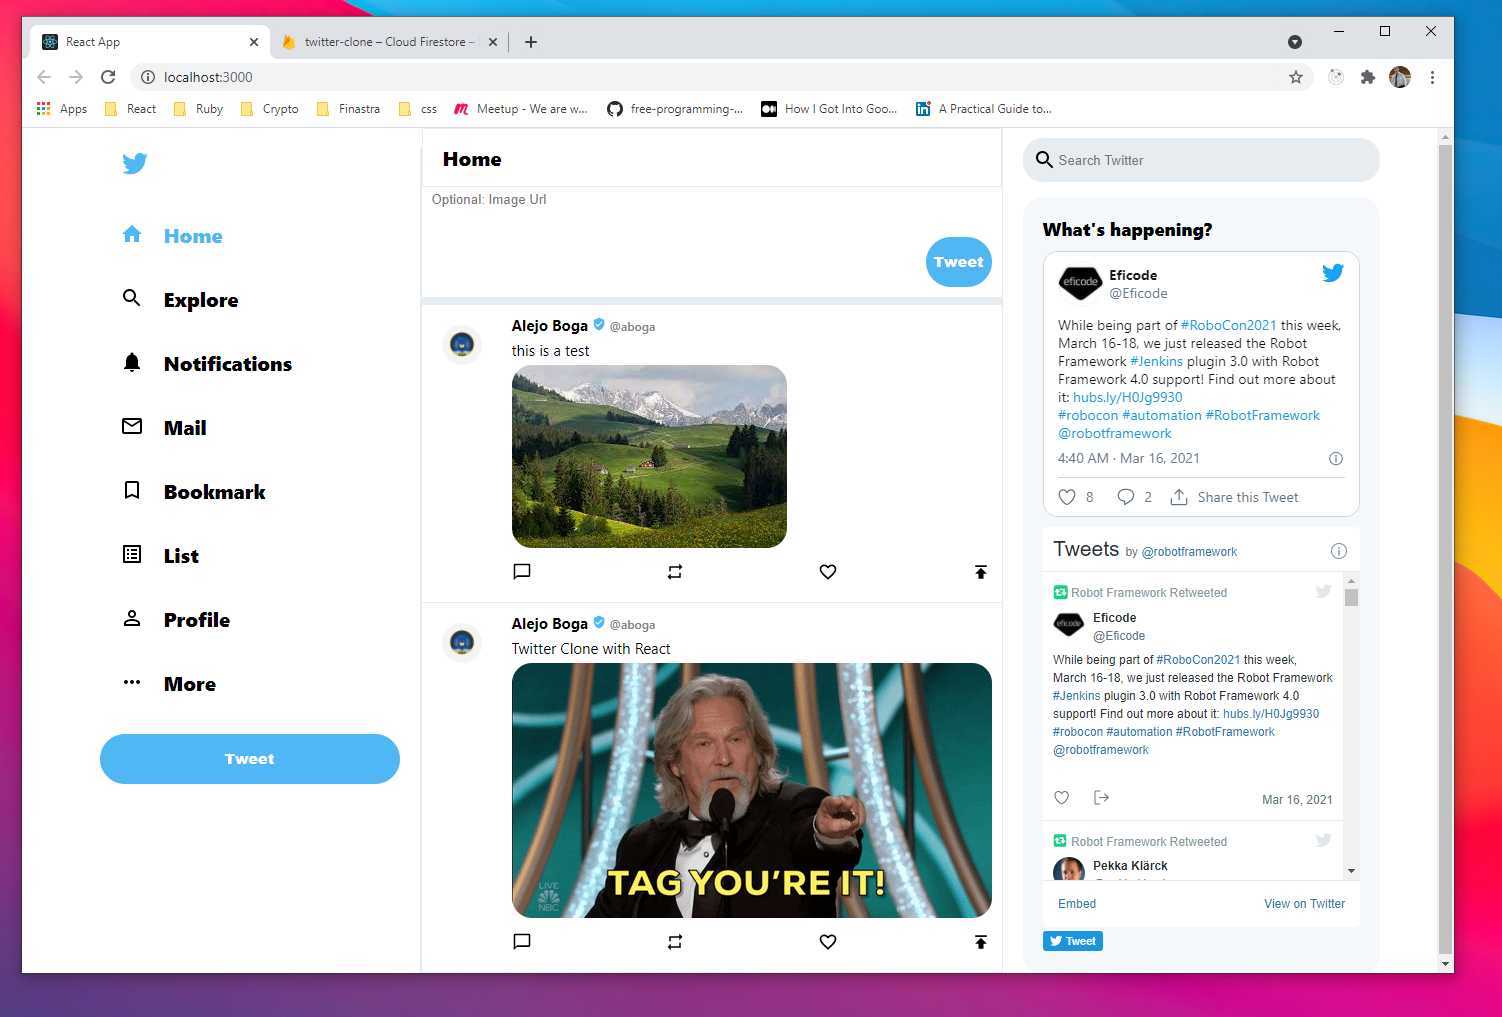 React App
twitter-clone – Cloud Firestore –
localhost:3000
Apps
React
Ruby
Crypto
Finastra
css
Meetup - We are w...
free-programming-...
How I Got Into Goo...
A Practical Guide to...
Home
Explore
Notifications
Mail
Bookmark
List
Profile
More
Tweet
Home
Optional: Image Url
Tweet
Alejo Boga @aboga
this is a test
Alejo Boga @aboga
Twitter Clone with React
TAG YOU'RE IT!
LIVE
NBC
Search Twitter
What's happening?
eficode
Eficode
@Eficode
While being part of #RoboCon2021 this week,
March 16-18, we just released the Robot
Framework #Jenkins plugin 3.0 with Robot
Framework 4.0 support! Find out more about
it: hubs.ly/H0Jg9930
#robocon #automation #RobotFramework
@robotframework
4:40 AM · Mar 16, 2021
8
2
Share this Tweet
Tweets by @robotframework
Robot Framework Retweeted
eficode
Eficode
@Eficode
While being part of #RoboCon2021 this week,
March 16-18, we just released the Robot Framework
#Jenkins plugin 3.0 with Robot Framework 4.0
support! Find out more about it: hubs.ly/H0Jg9930
#robocon #automation #RobotFramework
@robotframework
Mar 16, 2021
Robot Framework Retweeted
Pekka Klärck
Embed
View on Twitter
Tweet